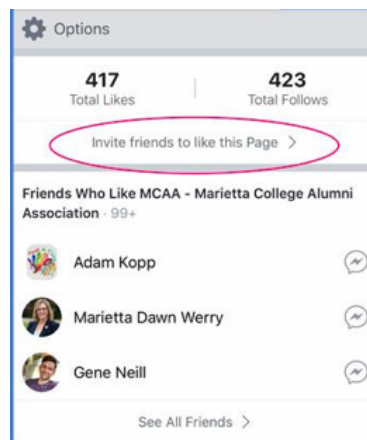 Options
417 423
Total Likes Total Follows
Invite friends to like this Page >
Friends Who Like MCAA - Marietta College Alumni
Association · 99+
Adam Kopp
Marietta Dawn Werry
Gene Neill
See All Friends >